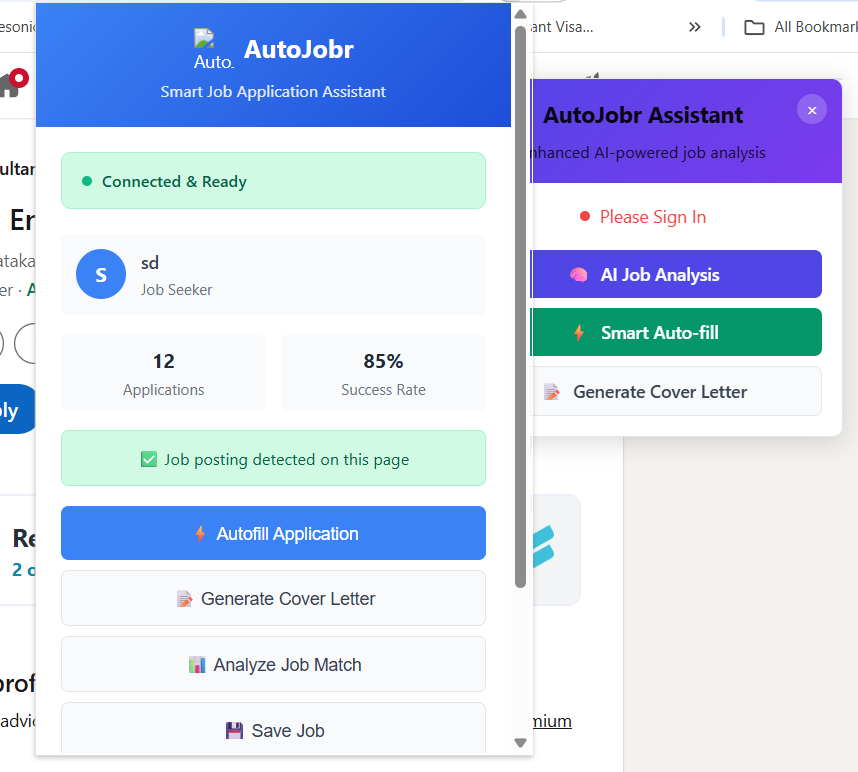 esonic
ant Visa...
»
All Bookmark
Auto.
AutoJobr
Smart Job Application Assistant
AutoJobr Assistant
×
nhanced AI-powered job analysis
ultan
Connected & Ready
Please Sign In
En
S
sd
Job Seeker
ataka
er · A
AI Job Analysis
Smart Auto-fill
12
Applications
85%
Success Rate
Generate Cover Letter
ply
✅ Job posting detected on this page
Re
2 c
Autofill Application
Generate Cover Letter
Analyze Job Match
prof
advic
mium
Save Job